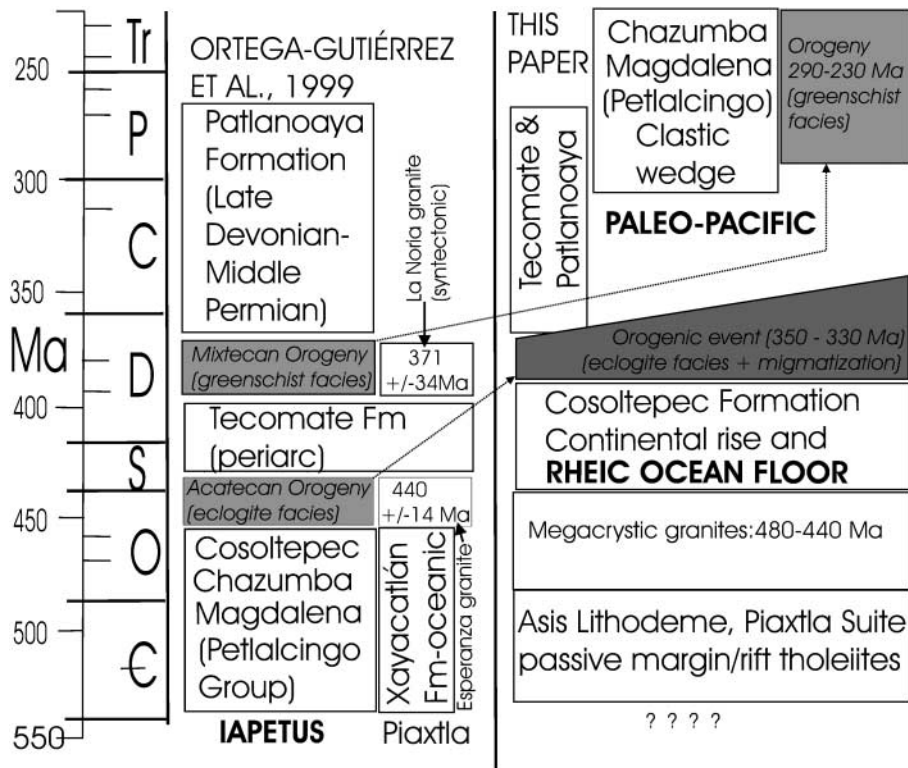 Tr
P
C
D
S
O
Є
250
300
350
Ma
400
450
500
550
ORTEGA-GUTIÉRREZ
ET AL., 1999
Patlanoaya
Formation
(Late
Devonian-
Middle
Permian)
La Noria granite
(syntectonic)
Mixtecan Orogeny
(greenschist facies)
371
+/-34Ma
Tecomate Fm
(periarc)
Acatecan Orogeny
(eclogite facies)
440
+/-14 Ma
Cosoltepec
Chazumba
Magdalena
(Petlalcingo
Group)
Xayacatlán
Fm-oceanic
Esperanza granite
IAPETUS
Piaxtla
THIS
PAPER
Chazumba
Magdalena
(Petlalcingo)
Clastic
wedge
Orogeny
290-230 Ma
(greenschist
facies)
Tecomate &
Patlanoaya
PALEO-PACIFIC
Orogenic event (350 - 330 Ma)
(eclogite facies + migmatization)
Cosoltepec Formation
Continental rise and
RHEIC OCEAN FLOOR
Megacrystic granites:480-440 Ma
Asis Lithodeme, Piaxtla Suite
passive margin/rift tholeiites
? ? ? ?